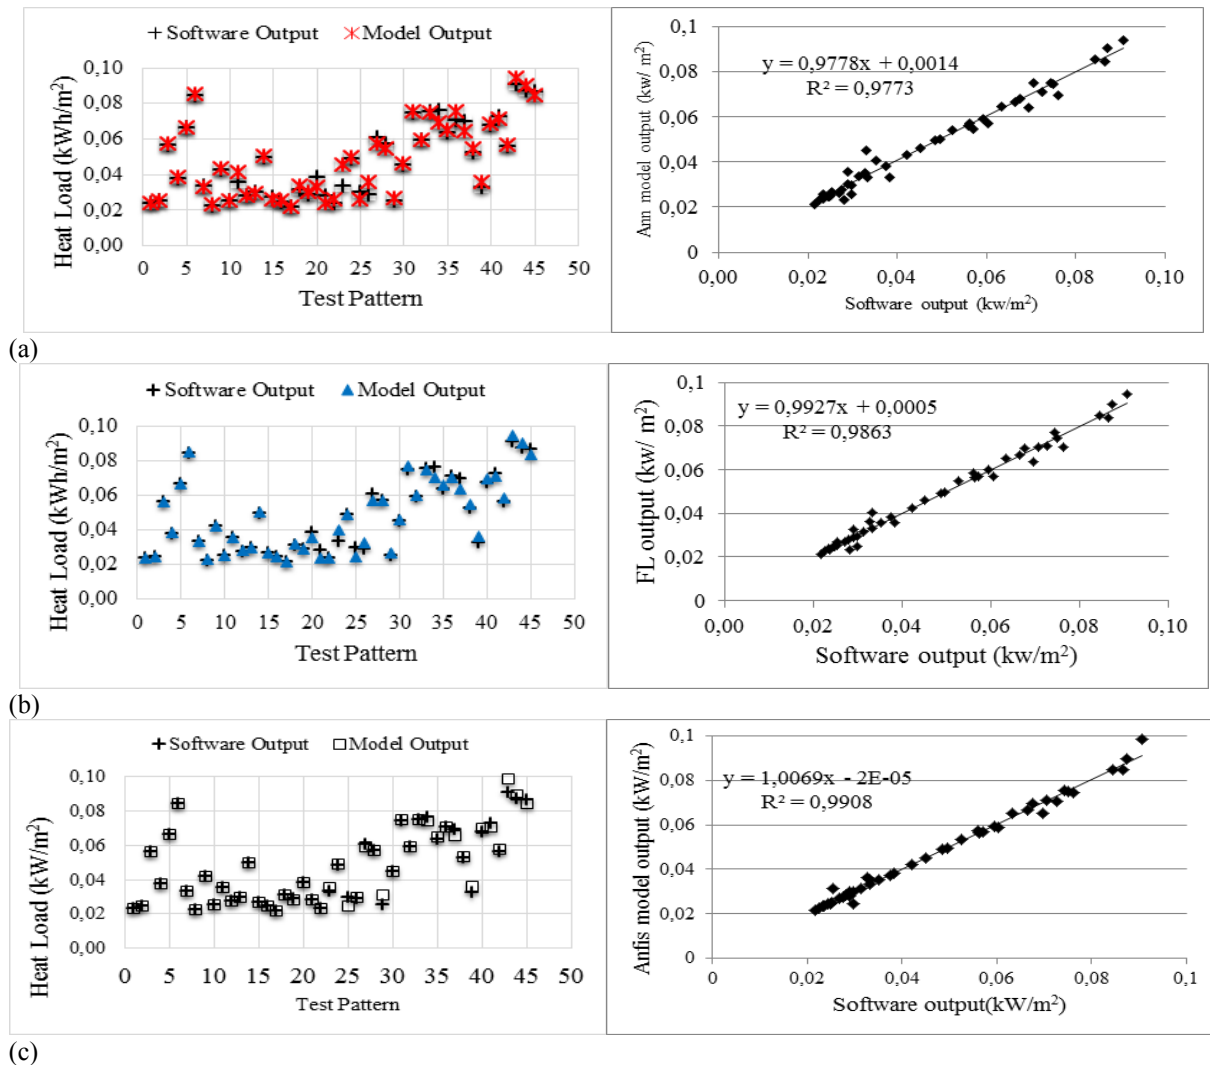 + Software Output Model Output
Heat Load (kWh/m²)
0,10
0,08
0,06
0,04
0,02
0,00
0 5 10 15 20 25 30 35 40 45 50
Test Pattern
Ann model output (kw/ m²)
0,1
0,08
0,06
0,04
0,02
0
y = 0,9778x + 0,0014
R² = 0,9773
0,00 0,02 0,04 0,06 0,08 0,10
Software output (kw/m²)
(a)
+ Software Output Model Output
Heat Load (kWh/m²)
0,10
0,08
0,06
0,04
0,02
0,00
0 5 10 15 20 25 30 35 40 45 50
Test Pattern
FL output (kw/ m²)
0,1
0,08
0,06
0,04
0,02
0
y = 0,9927x + 0,0005
R² = 0,9863
0,00 0,02 0,04 0,06 0,08 0,10
Software output (kw/m²)
(b)
+ Software Output Model Output
Heat Load (kW/m²)
0,10
0,08
0,06
0,04
0,02
0,00
0 5 10 15 20 25 30 35 40 45 50
Test Pattern
Anfis model output (kW/m²)
0,1
0,08
0,06
0,04
0,02
0
y = 1,0069x - 2E-05
R² = 0,9908
0 0,02 0,04 0,06 0,08 0,1
Software output(kW/m²)
(c)